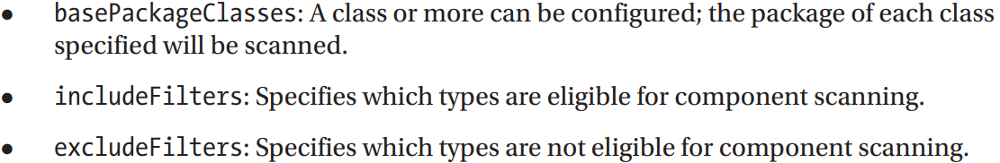 • basePackageClasses: A class or more can be configured; the package of each class
specified will be scanned.
• includeFilters: Specifies which types are eligible for component scanning.
• excludeFilters: Specifies which types are not eligible for component scanning.